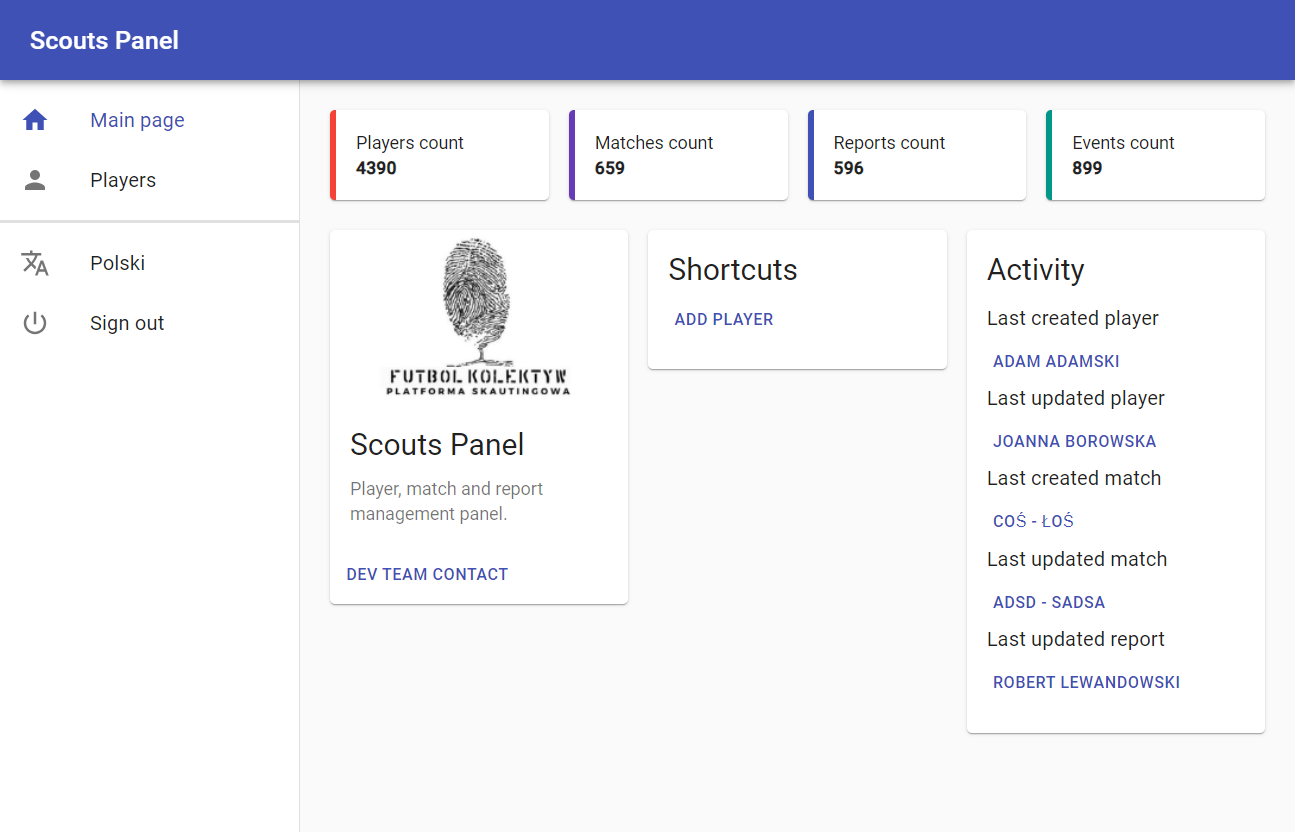 Scouts Panel
Main page
Players
Polski
Sign out
Players count
4390
Matches count
659
Reports count
596
Events count
899
FUTBOL KOLEKTYW
PLATFORMA SKAUTINGOWA
Scouts Panel
Player, match and report
management panel.
DEV TEAM CONTACT
Shortcuts
ADD PLAYER
Activity
Last created player
ADAM ADAMSKI
Last updated player
JOANNA BOROWSKA
Last created match
COŚ - ŁOŚ
Last updated match
ADSD - SADSA
Last updated report
ROBERT LEWANDOWSKI